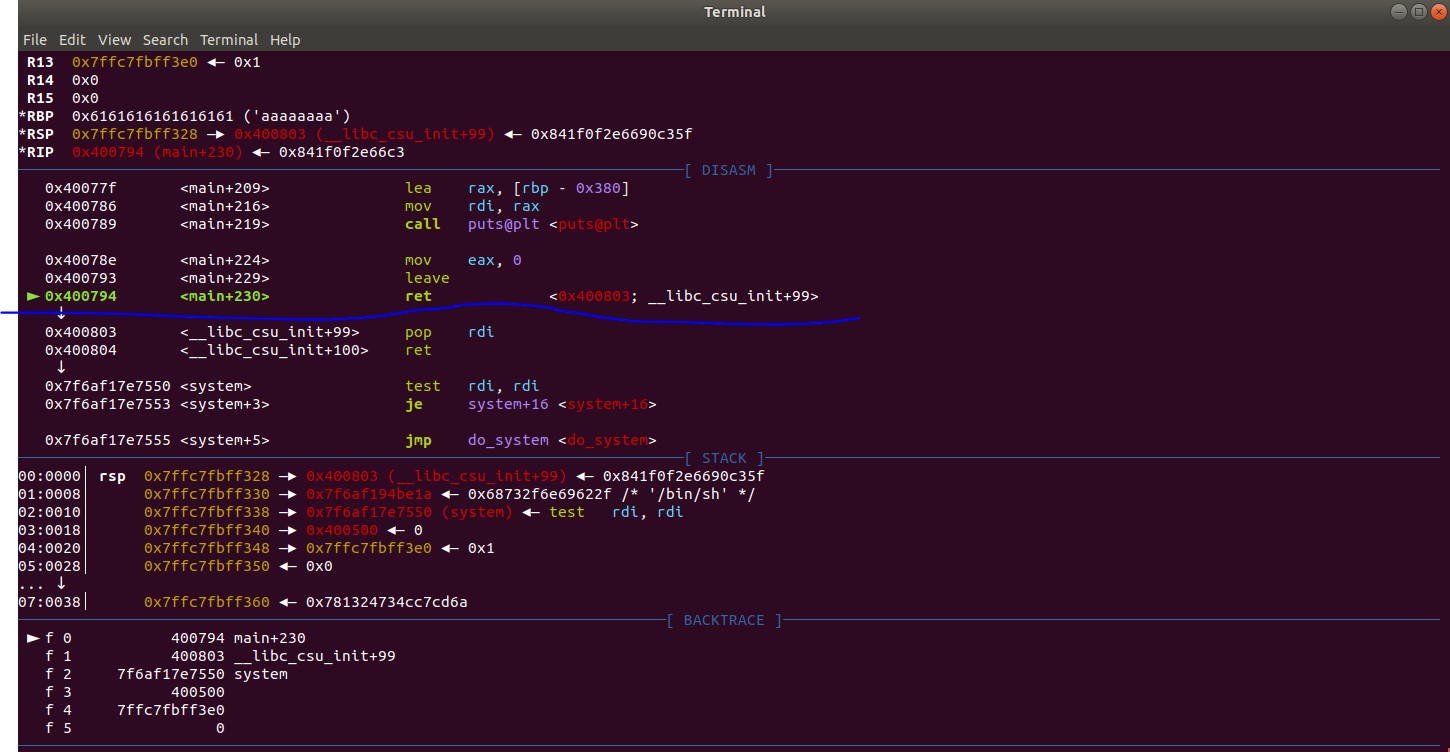 Terminal
File Edit View Search Terminal Help
R13 0x7ffc7fbff3e0 ◂— 0x1
R14 0x0
R15 0x0
*RBP 0x6161616161616161 ('aaaaaaaa')
*RSP 0x7ffc7fbff328 —▸ 0x400803 (__libc_csu_init+99) ◂— 0x841f0f2e6690c35f
*RIP 0x400794 (main+230) ◂— 0x841f0f2e66c3
[ DISASM ]
0x40077f <main+209> lea rax, [rbp - 0x380]
0x400786 <main+216> mov rdi, rax
0x400789 <main+219> call puts@plt <puts@plt>
0x40078e <main+224> mov eax, 0
0x400793 <main+229> leave
► 0x400794 <main+230> ret <0x400803; __libc_csu_init+99>
↓
0x400803 <__libc_csu_init+99> pop rdi
0x400804 <__libc_csu_init+100> ret
↓
0x7f6af17e7550 <system> test rdi, rdi
0x7f6af17e7553 <system+3> je system+16 <system+16>
0x7f6af17e7555 <system+5> jmp do_system <do_system>
[ STACK ]
00:0000│ rsp 0x7ffc7fbff328 —▸ 0x400803 (__libc_csu_init+99) ◂— 0x841f0f2e6690c35f
01:0008│ 0x7ffc7fbff330 —▸ 0x7f6af194be1a ◂— 0x68732f6e69622f /* '/bin/sh' */
02:0010│ 0x7ffc7fbff338 —▸ 0x7f6af17e7550 (system) ◂— test rdi, rdi
03:0018│ 0x7ffc7fbff340 —▸ 0x400500 ◂— 0
04:0020│ 0x7ffc7fbff348 —▸ 0x7ffc7fbff3e0 ◂— 0x1
05:0028│ 0x7ffc7fbff350 ◂— 0x0
... ↓
07:0038│ 0x7ffc7fbff360 ◂— 0x781324734cc7cd6a
[ BACKTRACE ]
► f 0 400794 main+230
f 1 400803 __libc_csu_init+99
f 2 7f6af17e7550 system
f 3 400500
f 4 7ffc7fbff3e0
f 5 0